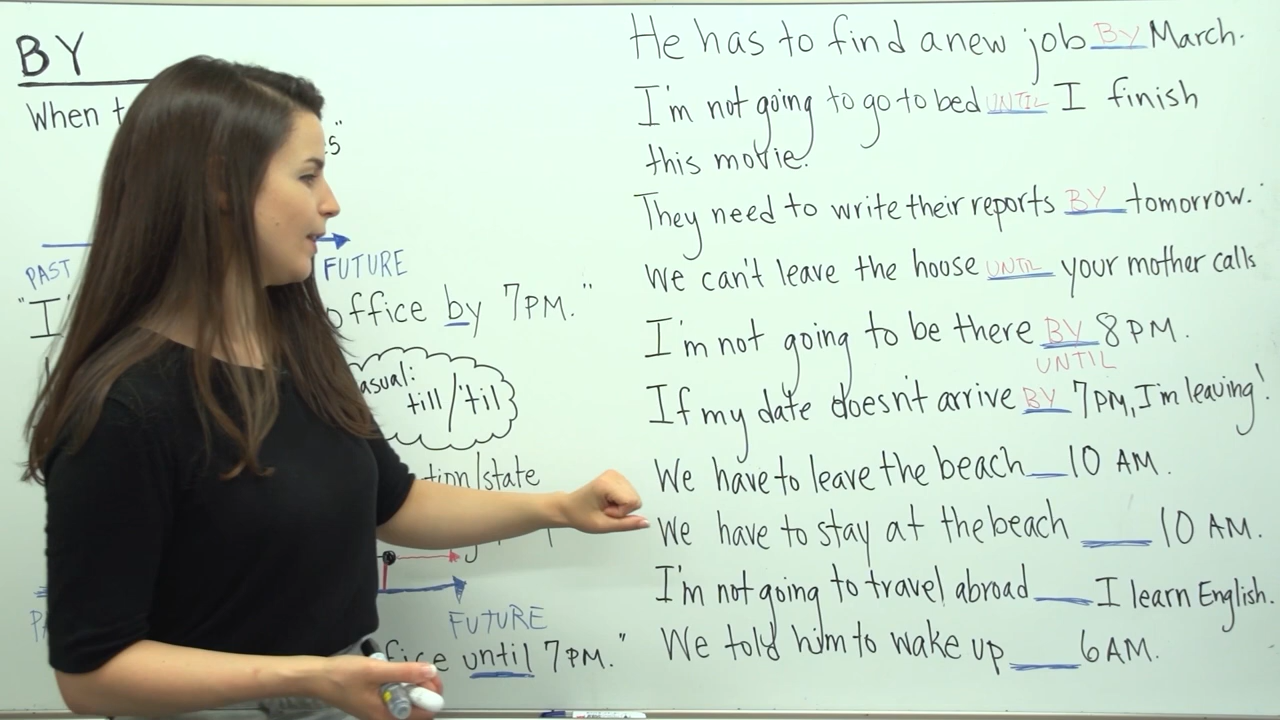 BY
When
"
PAST
FUTURE
"I office by 7PM."
till/'til
/state
FUTURE
until 7PM."
He has to find a new job BY March.
I'm not going to go to bed UNTIL I finish
this movie.
They need to write their reports BY tomorrow.
We can't leave the house UNTIL your mother calls
I'm not going to be there BY 8PM.
UNTIL
If my date doesn't arrive BY 7PM, I'm leaving!
We have to leave the beach __ 10 AM.
We have to stay at the beach ___ 10 AM.
I'm not going to travel abroad ___ I learn English.
We told him to wake up ___ 6AM.